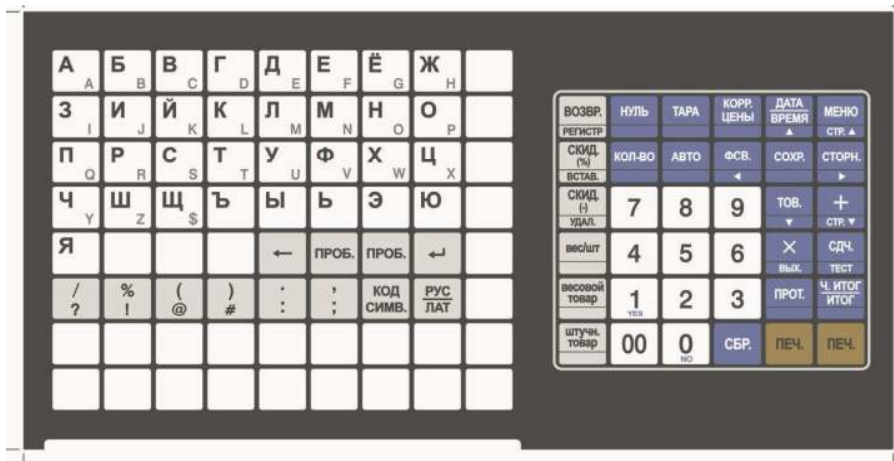 А A Б B В C Г D Д E Е F Ё G Ж H
З I И J Й K К L Л M М N Н O О P
П Q Р R С S Т T У U Ф V Х W Ц X
Ч Y Ш Z Щ $ Ъ Ы Ь Э Ю
Я ← ПРОБ. ПРОБ. ↵
/ ? % ! ( @ ) # . : , ; КОД СИМВ. РУС ЛАТ
ВОЗВР. НУЛЬ ТАРА КОРР. ЦЕНЫ ДАТА ВРЕМЯ ▲ МЕНЮ
РЕГИСТР СТР. ▲
СКИД. (%) КОЛ-ВО АВТО ФСВ. ◄ СОХР. СТОРН. ►
ВСТАВ.
СКИД. (-) 7 8 9 ТОВ. ▼ +
УДАЛ. СТР. ▼
вес/шт 4 5 6 × СДЧ.
ВЫХ. ТЕСТ
весовой товар 1 YES 2 3 ПРОТ. Ч. ИТОГ ИТОГ
штучн. товар 00 0 NO СБР. ПЕЧ. ПЕЧ.